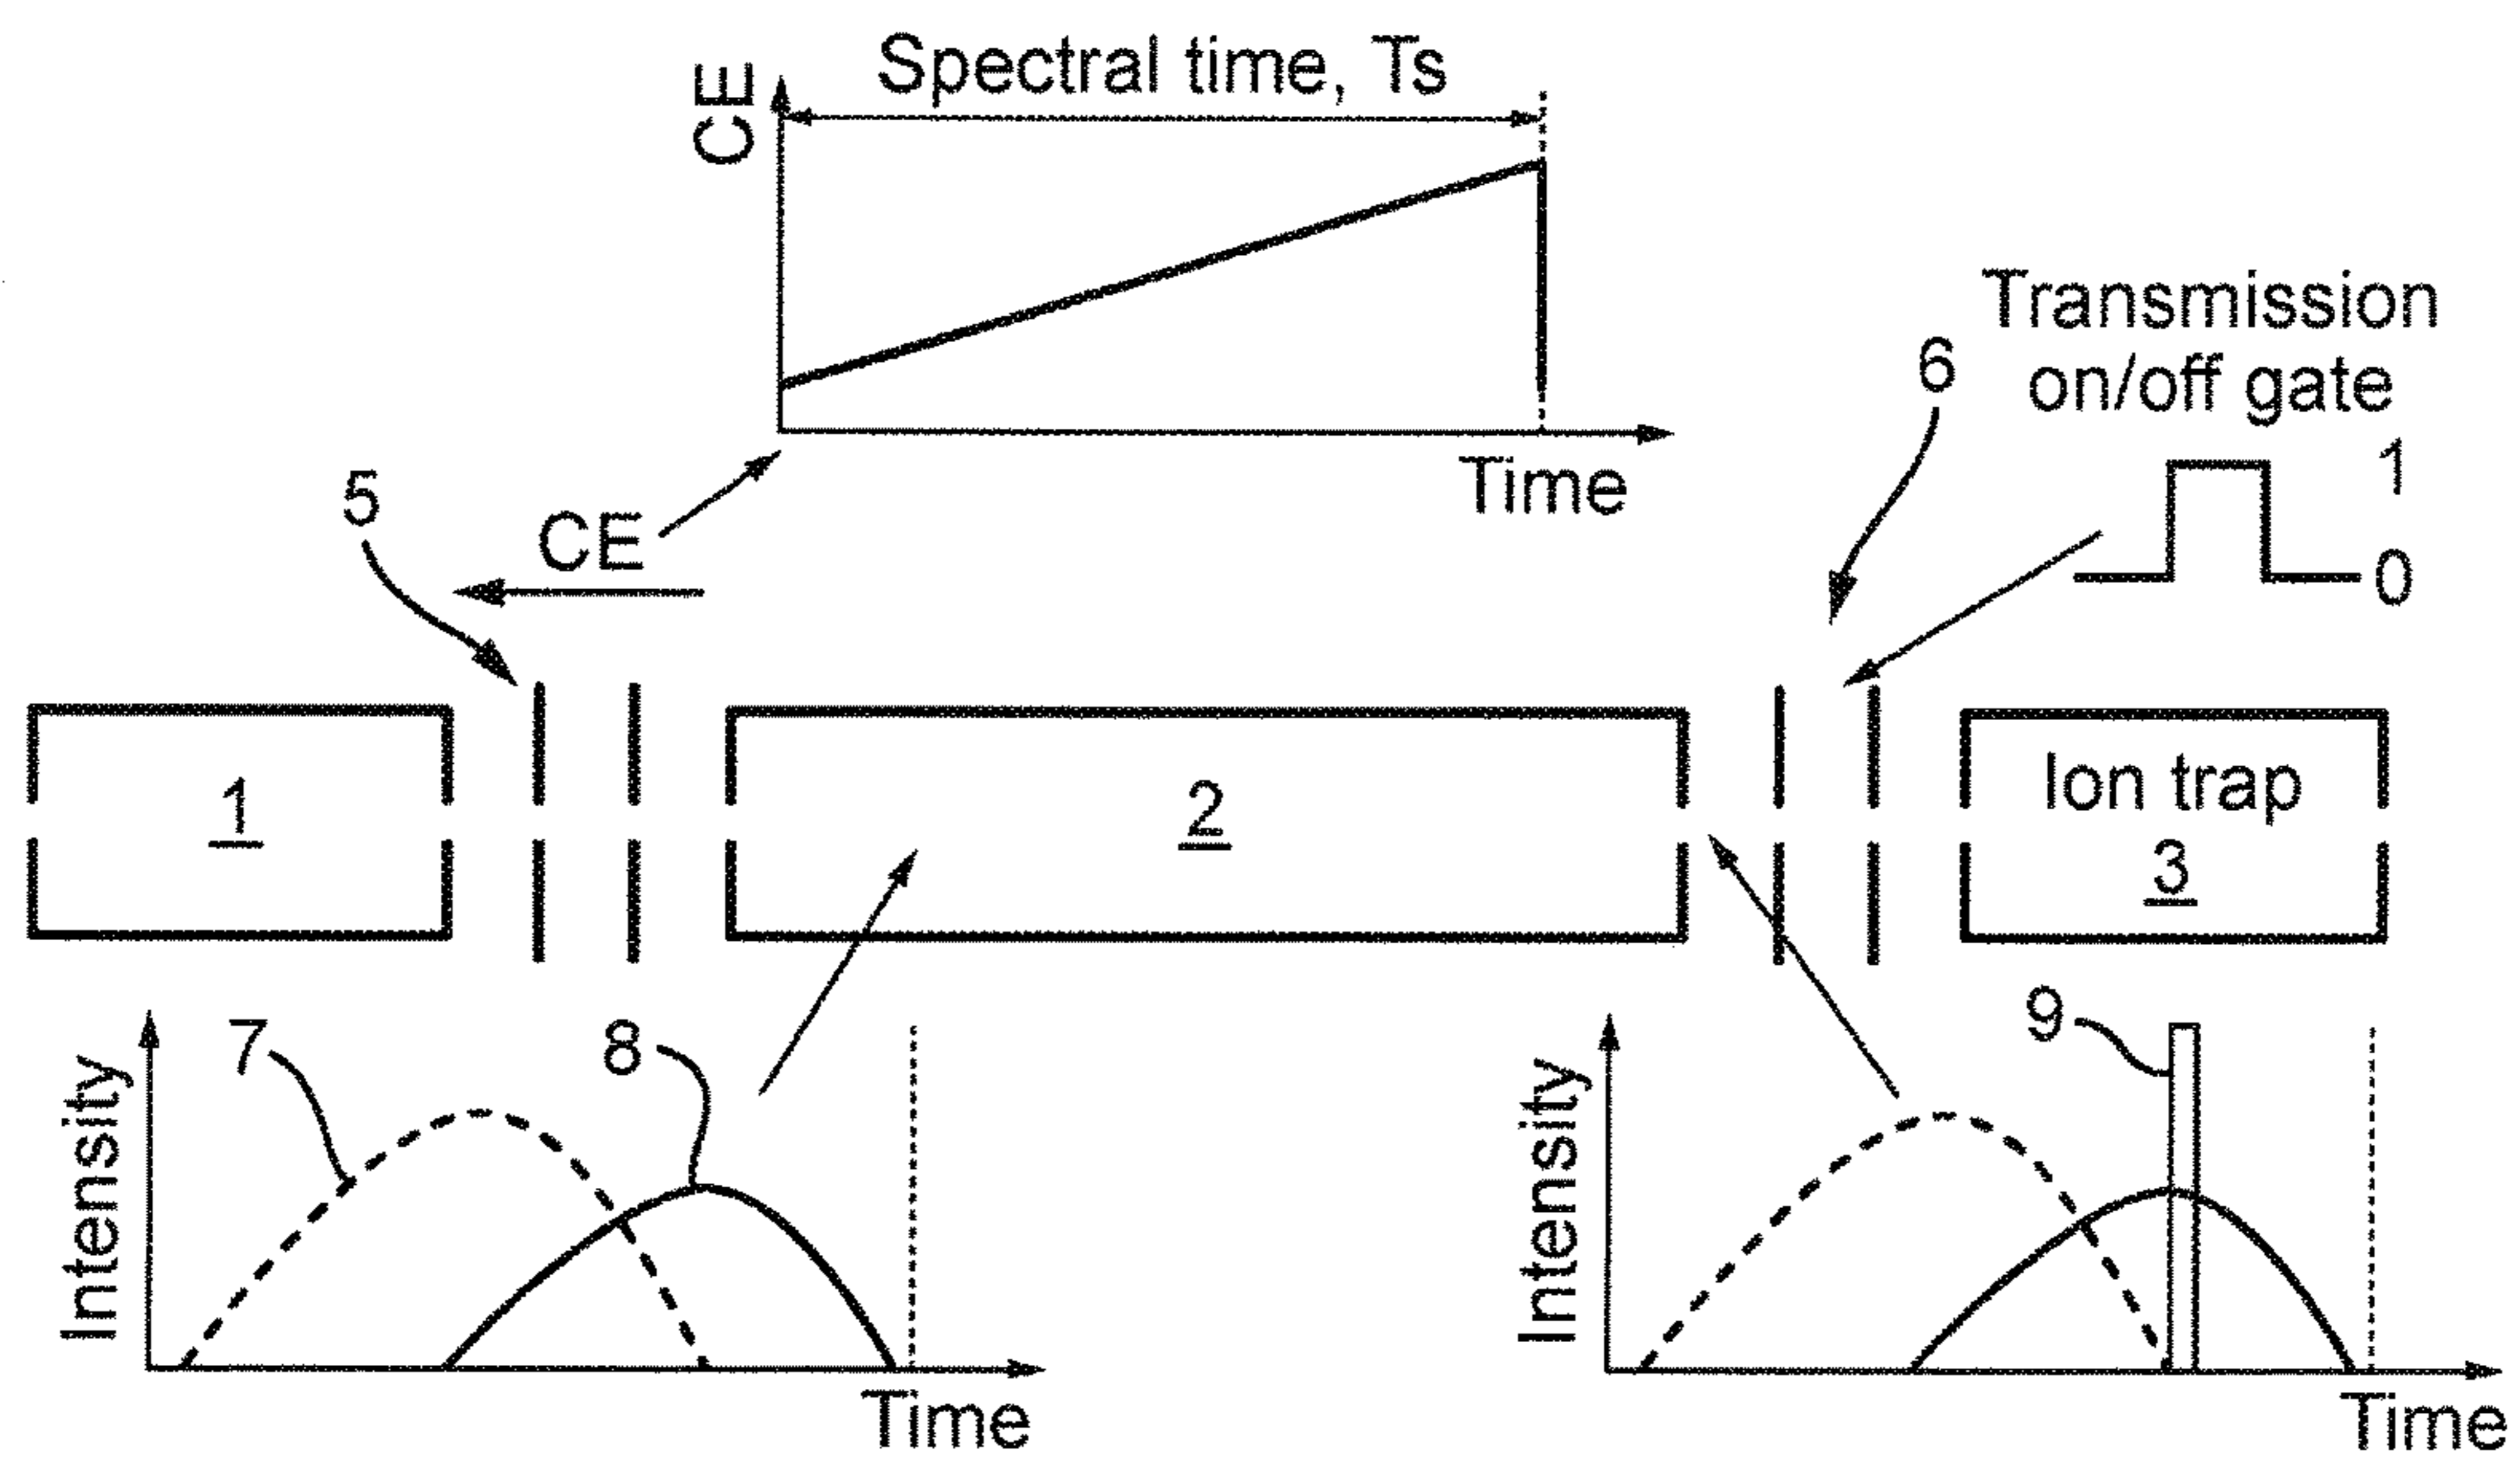 Spectral time, Ts
CE
Time
Transmission
on/off gate
1
0
6
5
CE
1
2
Ion trap
3
7
8
Intensity
Time
9
Intensity
Time